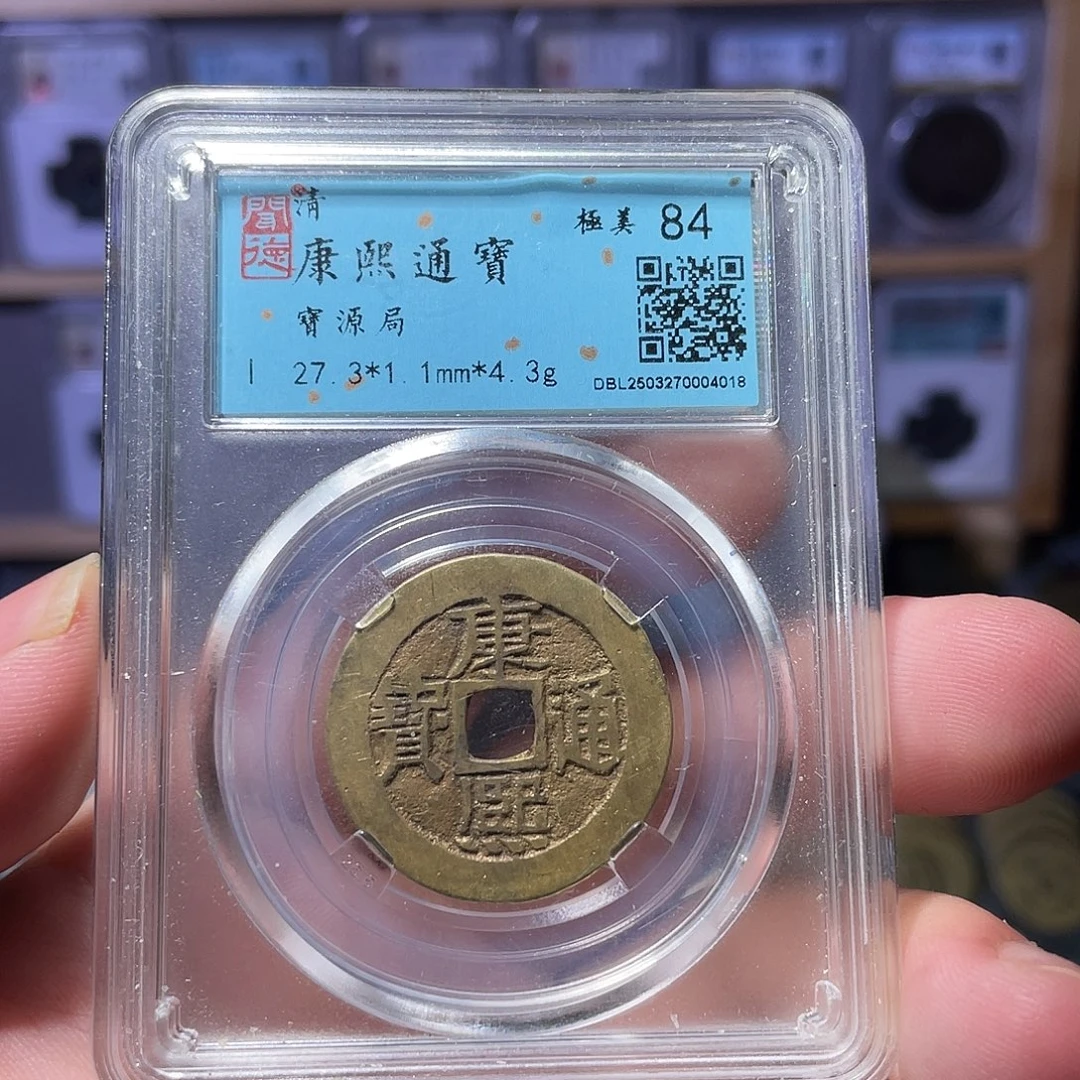 聞德
清
康熙通寶
極美 84
寶源局
I 27.3*1.1mm*4.3g
DBL2503270004018
康熙通寶